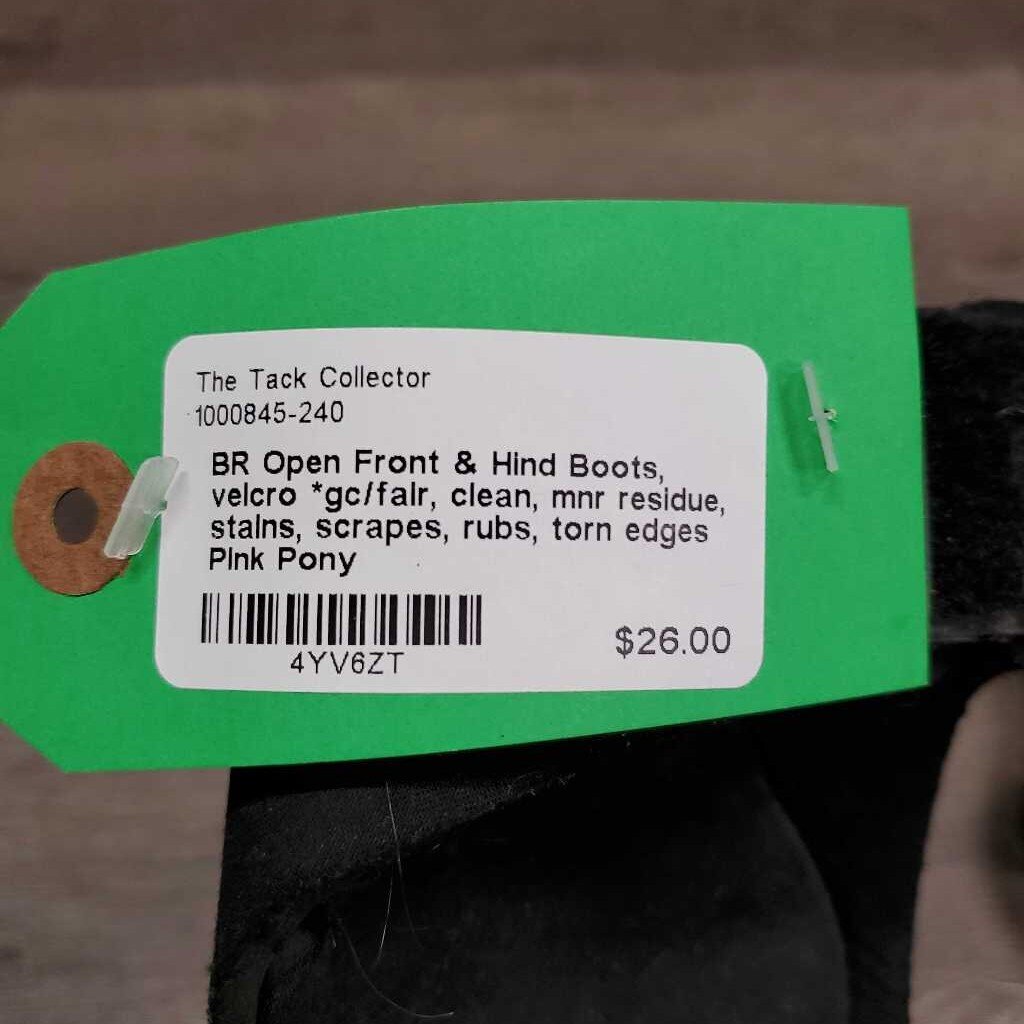 The Tack Collector
1000845-240
BR Open Front & Hind Boots,
velcro *gc/fair, clean, mnr residue,
stains, scrapes, rubs, torn edges
Pink Pony
4YV6ZT
$26.00